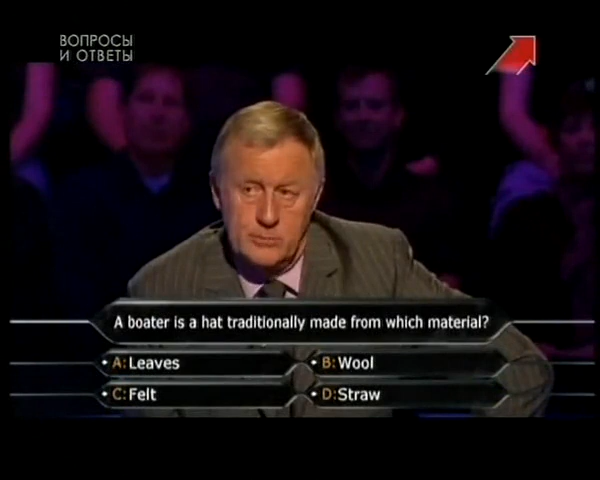 ВОПРОСЫ
И ОТВЕТЫ
A boater is a hat traditionally made from which material?
A: Leaves
B: Wool
C: Felt
D: Straw